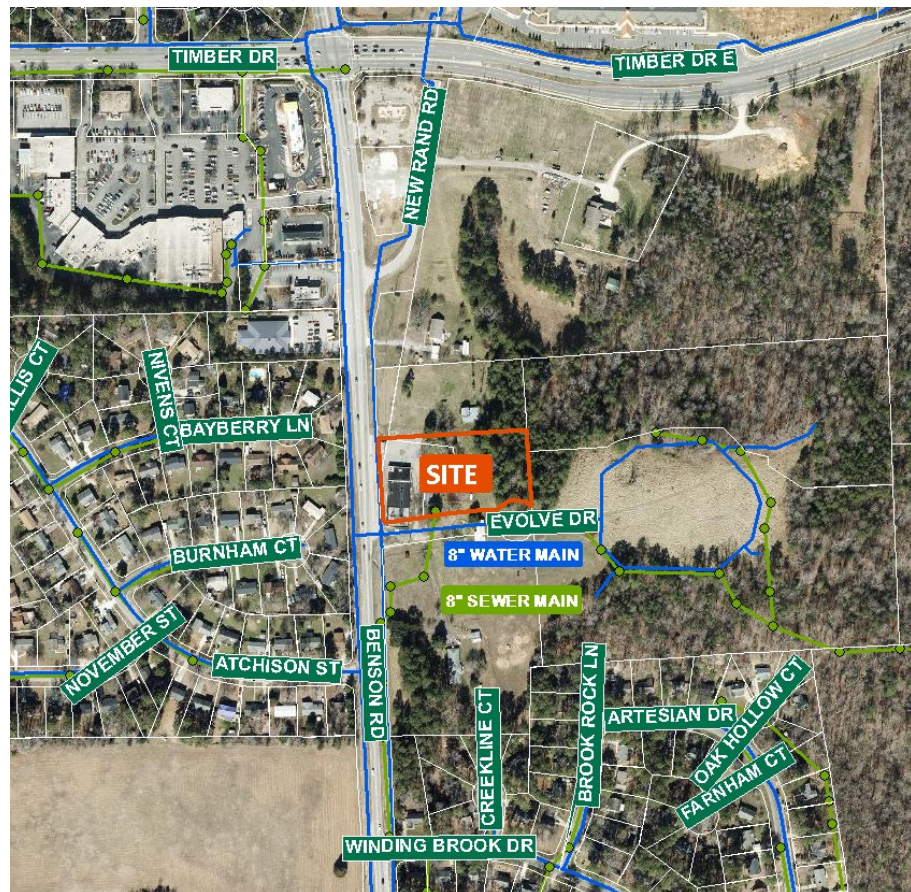 TIMBER DR
TIMBER DR E
NEW RAND RD
LLIS CT
NIVENS CT
BAYBERRY LN
SITE
EVOLVE DR
BURNHAM CT
8" WATER MAIN
8" SEWER MAIN
NOVEMBER ST
ATCHISON ST
BENSON RD
CREEKLINE CT
BROOK ROCK LN
ARTESIAN DR
OAK HOLLOW CT
FARNHAM CT
WINDING BROOK DR